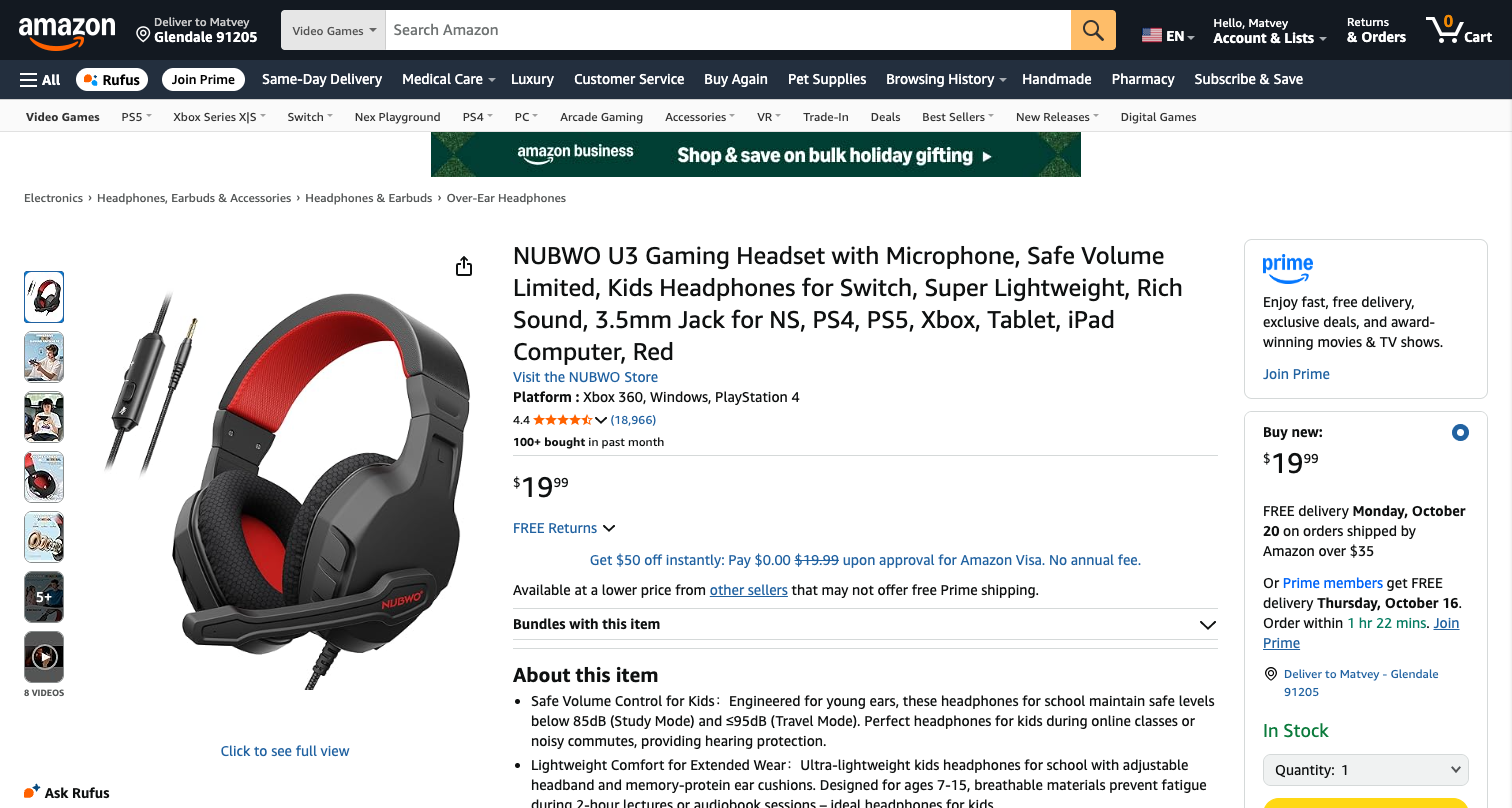 amazon
Deliver to Matvey
Glendale 91205
Video Games
Search Amazon
EN
Hello, Matvey
Account & Lists
Returns
& Orders
0
Cart
All
Rufus
Join Prime
Same-Day Delivery
Medical Care
Luxury
Customer Service
Buy Again
Pet Supplies
Browsing History
Handmade
Pharmacy
Subscribe & Save
Video Games
PS5
Xbox Series X|S
Switch
Nex Playground
PS4
PC
Arcade Gaming
Accessories
VR
Trade-In
Deals
Best Sellers
New Releases
Digital Games
amazon business
Shop & save on bulk holiday gifting
Electronics › Headphones, Earbuds & Accessories › Headphones & Earbuds › Over-Ear Headphones
5+
8 VIDEOS
NUBWO
Click to see full view
Ask Rufus
NUBWO U3 Gaming Headset with Microphone, Safe Volume
Limited, Kids Headphones for Switch, Super Lightweight, Rich
Sound, 3.5mm Jack for NS, PS4, PS5, Xbox, Tablet, iPad
Computer, Red
Visit the NUBWO Store
Platform : Xbox 360, Windows, PlayStation 4
4.4 (18,966)
100+ bought in past month
$19.99
FREE Returns
Get $50 off instantly: Pay $0.00 $19.99 upon approval for Amazon Visa. No annual fee.
Available at a lower price from other sellers that may not offer free Prime shipping.
Bundles with this item
About this item
Safe Volume Control for Kids：Engineered for young ears, these headphones for school maintain safe levels
below 85dB (Study Mode) and ≤95dB (Travel Mode). Perfect headphones for kids during online classes or
noisy commutes, providing hearing protection.
Lightweight Comfort for Extended Wear：Ultra-lightweight kids headphones for school with adjustable
headband and memory-protein ear cushions. Designed for ages 7-15, breathable materials prevent fatigue
during 2-hour lectures or audiobook sessions – ideal headphones for kids.
prime
Enjoy fast, free delivery,
exclusive deals, and award-
winning movies & TV shows.
Join Prime
Buy new:
$19.99
FREE delivery Monday, October
20 on orders shipped by
Amazon over $35
Or Prime members get FREE
delivery Thursday, October 16.
Order within 1 hr 22 mins. Join
Prime
Deliver to Matvey - Glendale
91205
In Stock
Quantity: 1